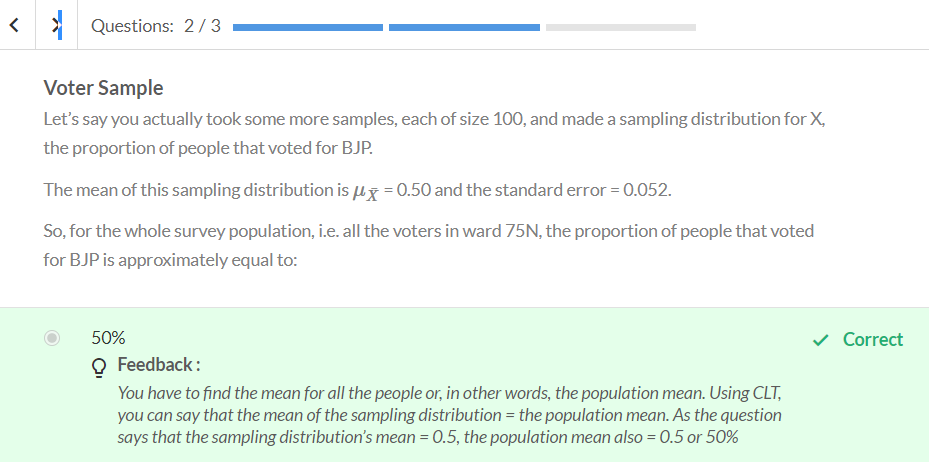 Questions: 2 / 3
Voter Sample
Let's say you actually took some more samples, each of size 100, and made a sampling distribution for X,
the proportion of people that voted for BJP.
The mean of this sampling distribution is μX̄ = 0.50 and the standard error = 0.052.
So, for the whole survey population, i.e. all the voters in ward 75N, the proportion of people that voted
for BJP is approximately equal to:
50%
Correct
Feedback :
You have to find the mean for all the people or, in other words, the population mean. Using CLT,
you can say that the mean of the sampling distribution = the population mean. As the question
says that the sampling distribution's mean = 0.5, the population mean also = 0.5 or 50%